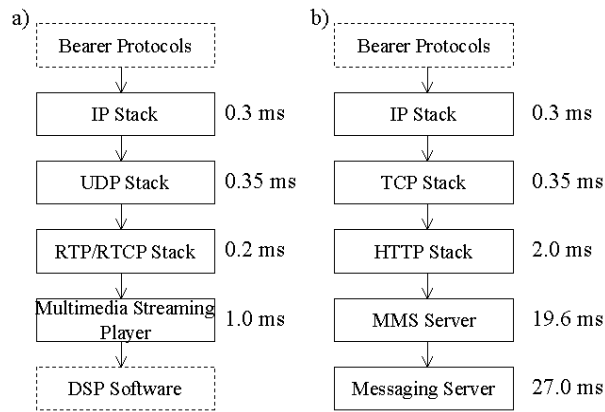 a)
Bearer Protocols
IP Stack 0.3 ms
UDP Stack 0.35 ms
RTP/RTCP Stack 0.2 ms
Multimedia Streaming
Player 1.0 ms
DSP Software
b)
Bearer Protocols
IP Stack 0.3 ms
TCP Stack 0.35 ms
HTTP Stack 2.0 ms
MMS Server 19.6 ms
Messaging Server 27.0 ms